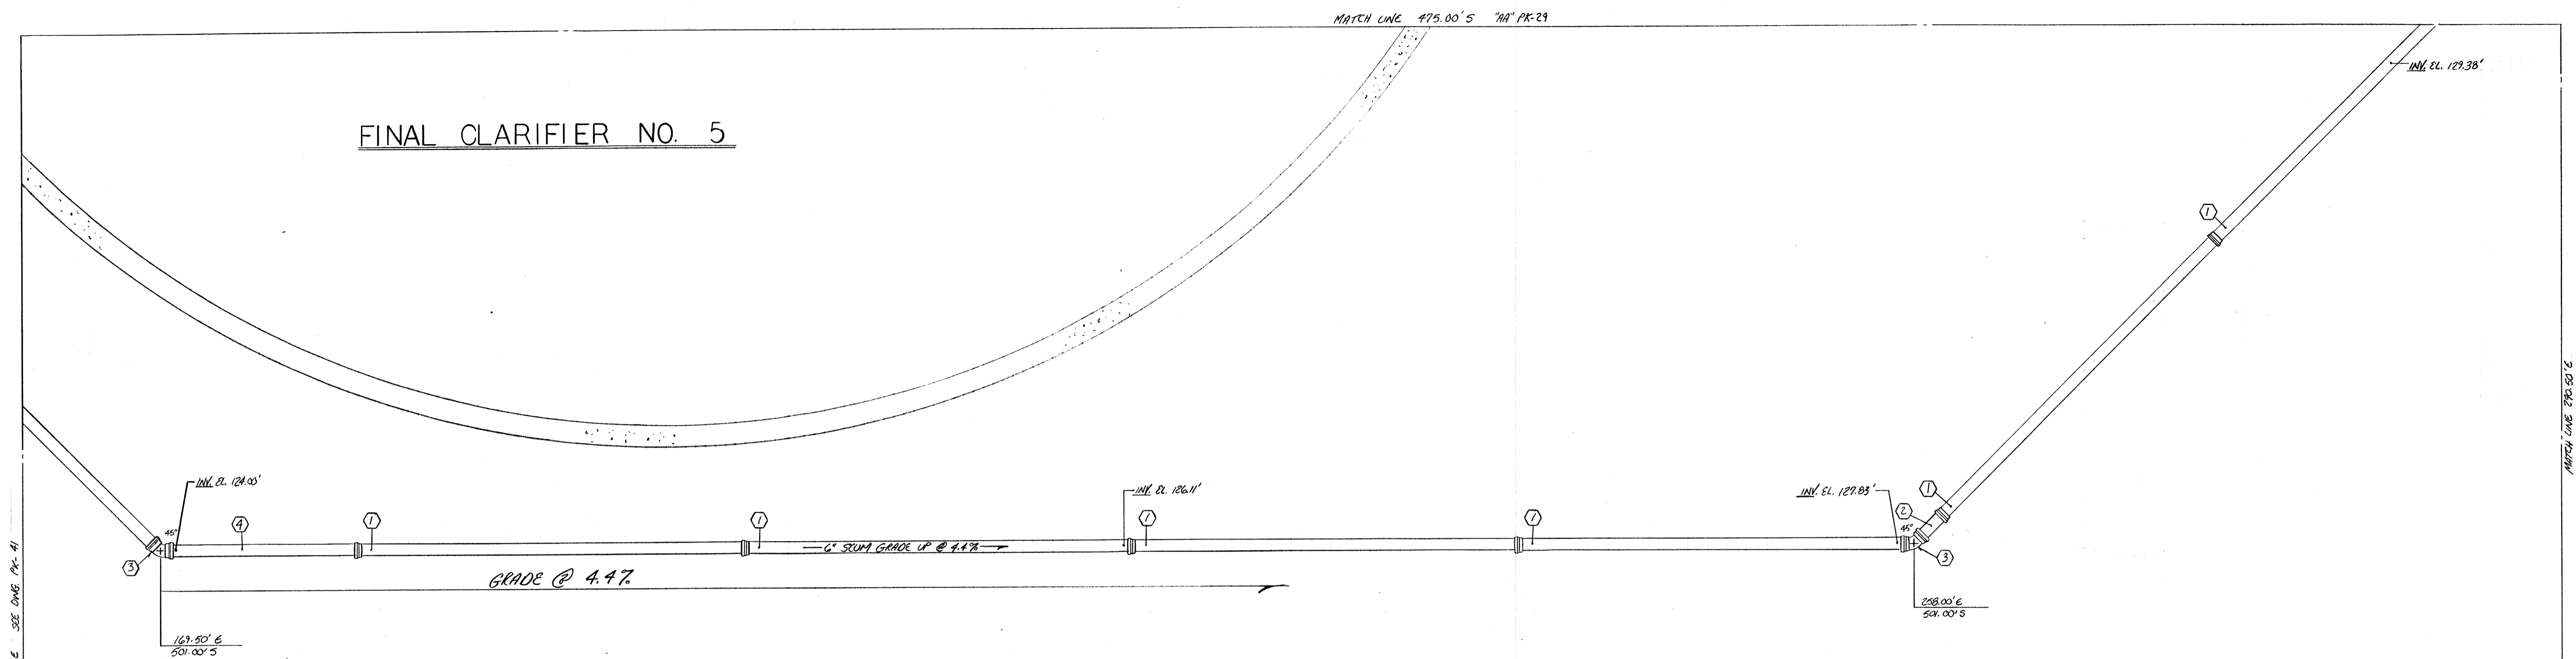 MATCH LINE 475.00' S "AA" PK-29
INV. EL. 129.38'
FINAL CLARIFIER NO. 5
1
MATCH LINE 290.50' E
INV. EL. 124.00'
INV. EL. 126.11'
INV. EL. 127.83'
1
2
45°
4
1
1
1
1
45°
6" SCUM GRADE UP @ 4.4%
3
3
GRADE @ 4.4%
SEE DWG. PK-41
E
258.00' E
501.00' S
169.50' E
501.00' S